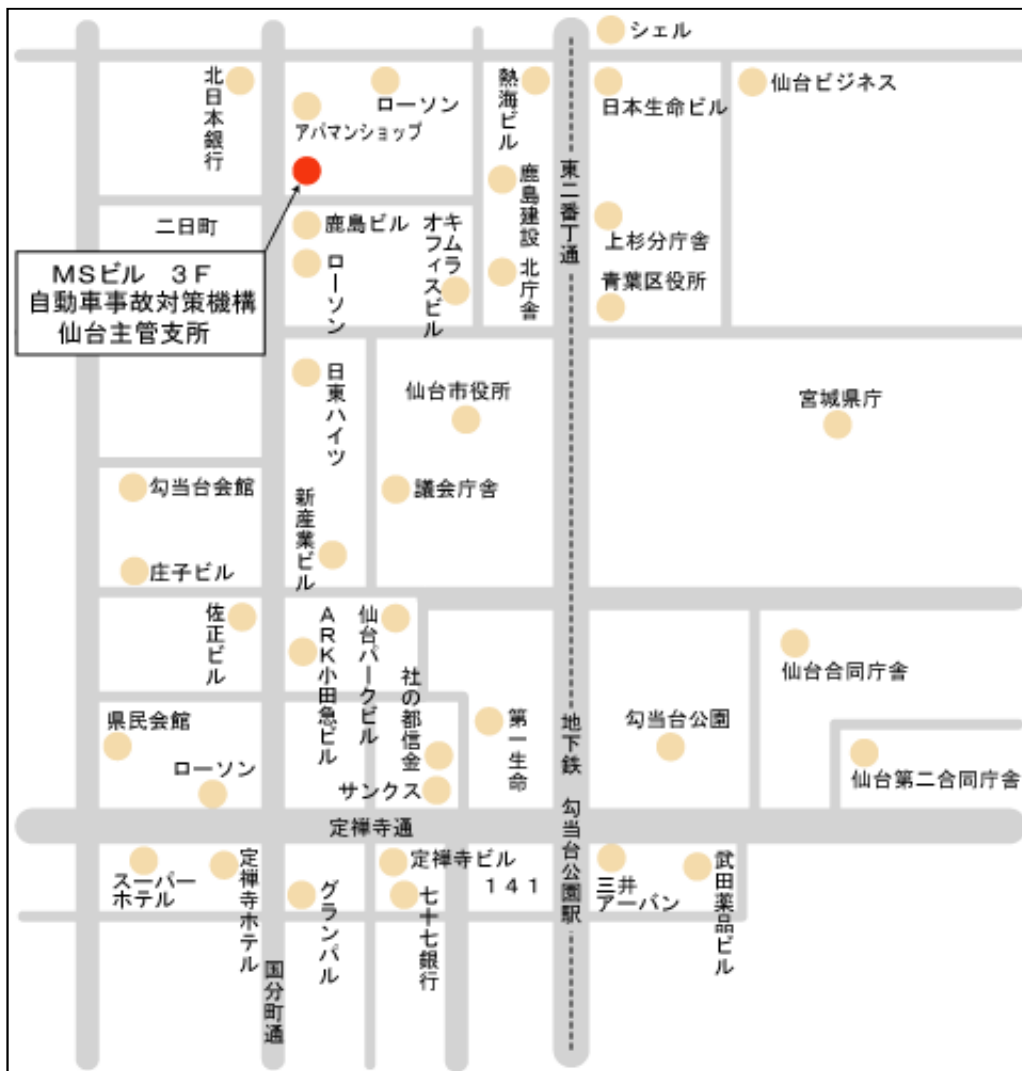 シェル
北日本銀行
ローソン
アパマンショップ
熱海ビル
日本生命ビル
仙台ビジネス
東二番丁通
鹿島建設
二日町
鹿島ビル
キムラ
オフィスビル
上杉分庁舎
青葉区役所
北庁舎
ローソン
MSビル 3F
自動車事故対策機構
仙台主管支所
日東ハイツ
仙台市役所
宮城県庁
勾当台会館
議会庁舎
新産業ビル
庄子ビル
佐正ビル
ARK小田急ビル
仙台パークビル
社の都信金
仙台合同庁舎
県民会館
第一生命
地下鉄 勾当台公園駅
勾当台公園
ローソン
サンクス
仙台第二合同庁舎
定禅寺通
スーパー
ホテル
定禅寺ホテル
グランパル
定禅寺ビル
141
七十七銀行
三井
アーバン
武田薬品ビル
国分町通